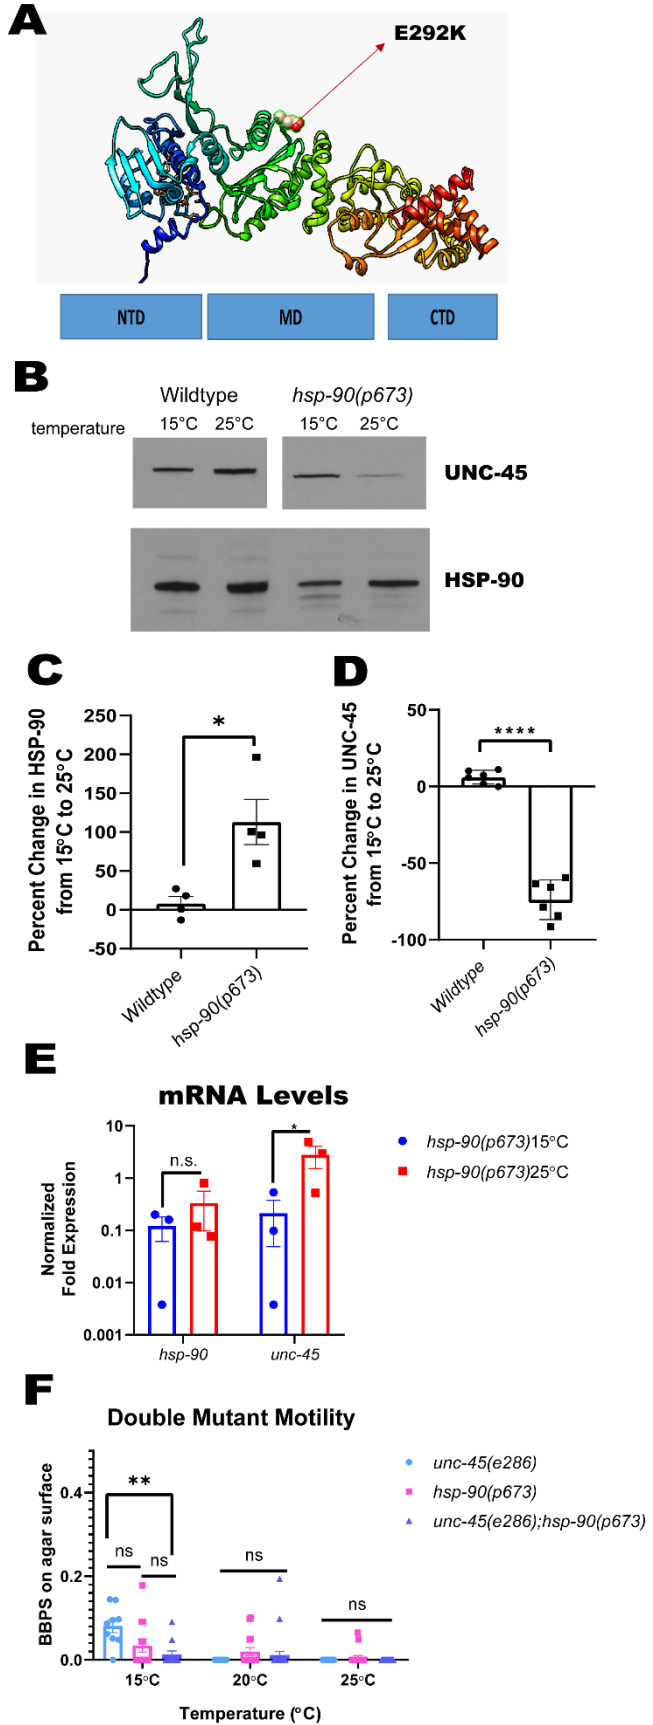 A
E292K
NTD MD CTD
B
Wildtype hsp-90(p673)
temperature 15°C 25°C 15°C 25°C
UNC-45
HSP-90
C
Percent Change in HSP-90
from 15°C to 25°C
250
200
150
100
50
0
-50
*
Wildtype
hsp-90(p673)
D
Percent Change in UNC-45
from 15°C to 25°C
50
0
-50
-100
****
Wildtype
hsp-90(p673)
E
mRNA Levels
Normalized
Fold Expression
10
1
0.1
0.01
0.001
n.s.
*
hsp-90 unc-45
hsp-90(p673)15°C
hsp-90(p673)25°C
F
Double Mutant Motility
BBPS on agar surface
0.4
0.2
0.0
**
ns ns
ns
ns
15°C 20°C 25°C
Temperature (°C)
unc-45(e286)
hsp-90(p673)
unc-45(e286);hsp-90(p673)